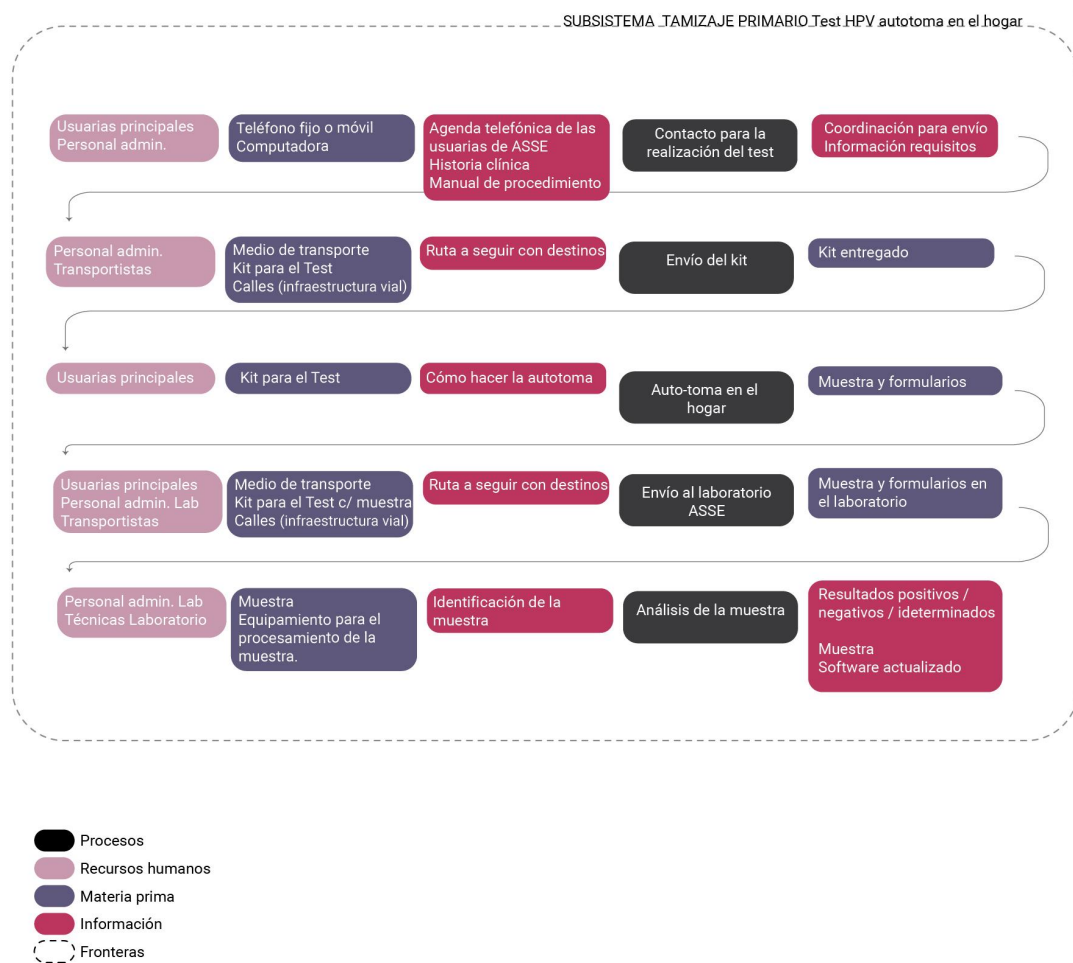 SUBSISTEMA TAMIZAJE PRIMARIO Test HPV autotoma en el hogar
Usuarias principales
Personal admin.
Teléfono fijo o móvil
Computadora
Agenda telefónica de las
usuarias de ASSE
Historia clínica
Manual de procedimiento
Contacto para la
realización del test
Coordinación para envío
Información requisitos
Personal admin.
Transportistas
Medio de transporte
Kit para el Test
Calles (infraestructura vial)
Ruta a seguir con destinos
Envío del kit
Kit entregado
Usuarias principales
Kit para el Test
Cómo hacer la autotoma
Auto-toma en el
hogar
Muestra y formularios
Usuarias principales
Personal admin. Lab
Transportistas
Medio de transporte
Kit para el Test c/ muestra
Calles (infraestructura vial)
Ruta a seguir con destinos
Envío al laboratorio
ASSE
Muestra y formularios en
el laboratorio
Personal admin. Lab
Técnicas Laboratorio
Muestra
Equipamiento para el
procesamiento de la
muestra.
Identificación de la
muestra
Análisis de la muestra
Resultados positivos /
negativos / ideterminados
Muestra
Software actualizado
Procesos
Recursos humanos
Materia prima
Información
Fronteras